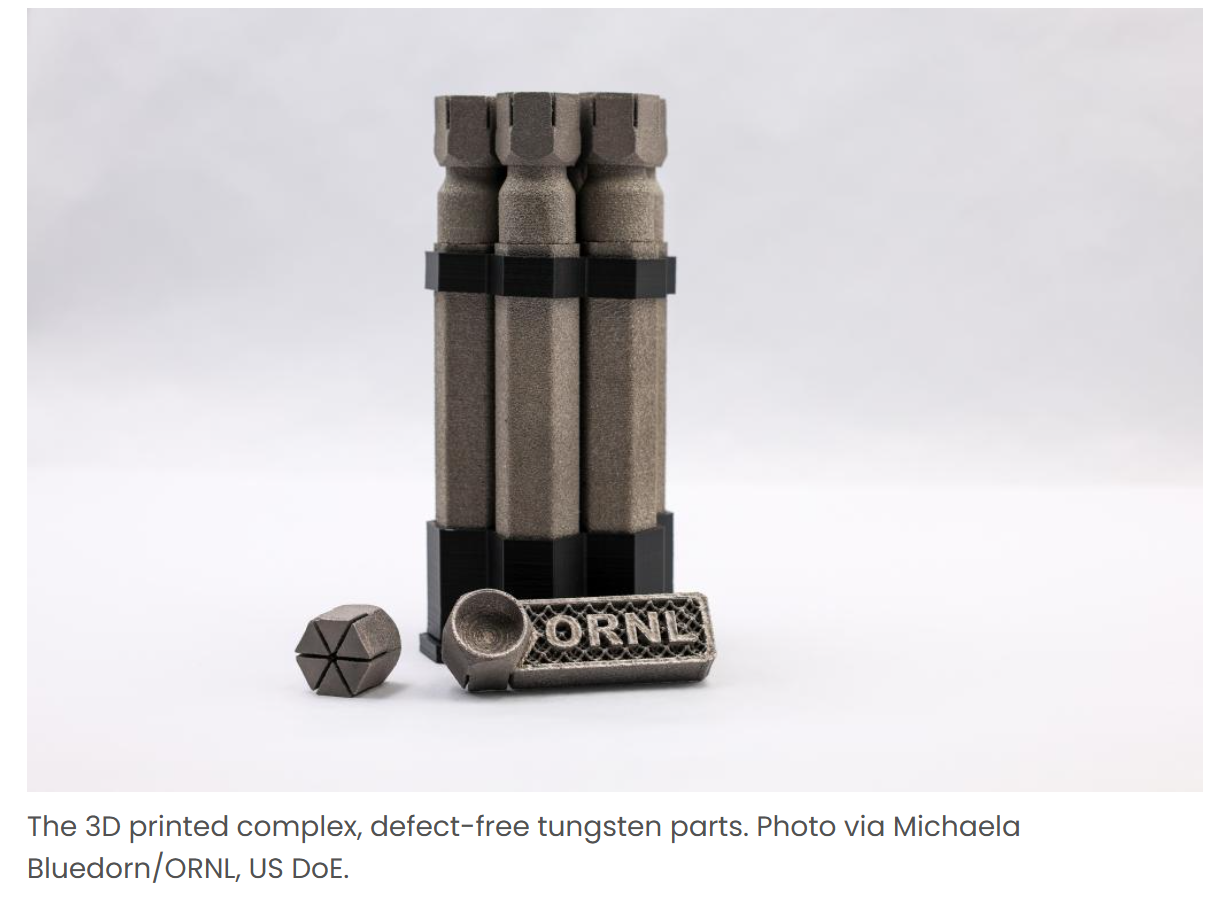 ORNL
The 3D printed complex, defect-free tungsten parts. Photo via Michaela
Bluedorn/ORNL, US DoE.